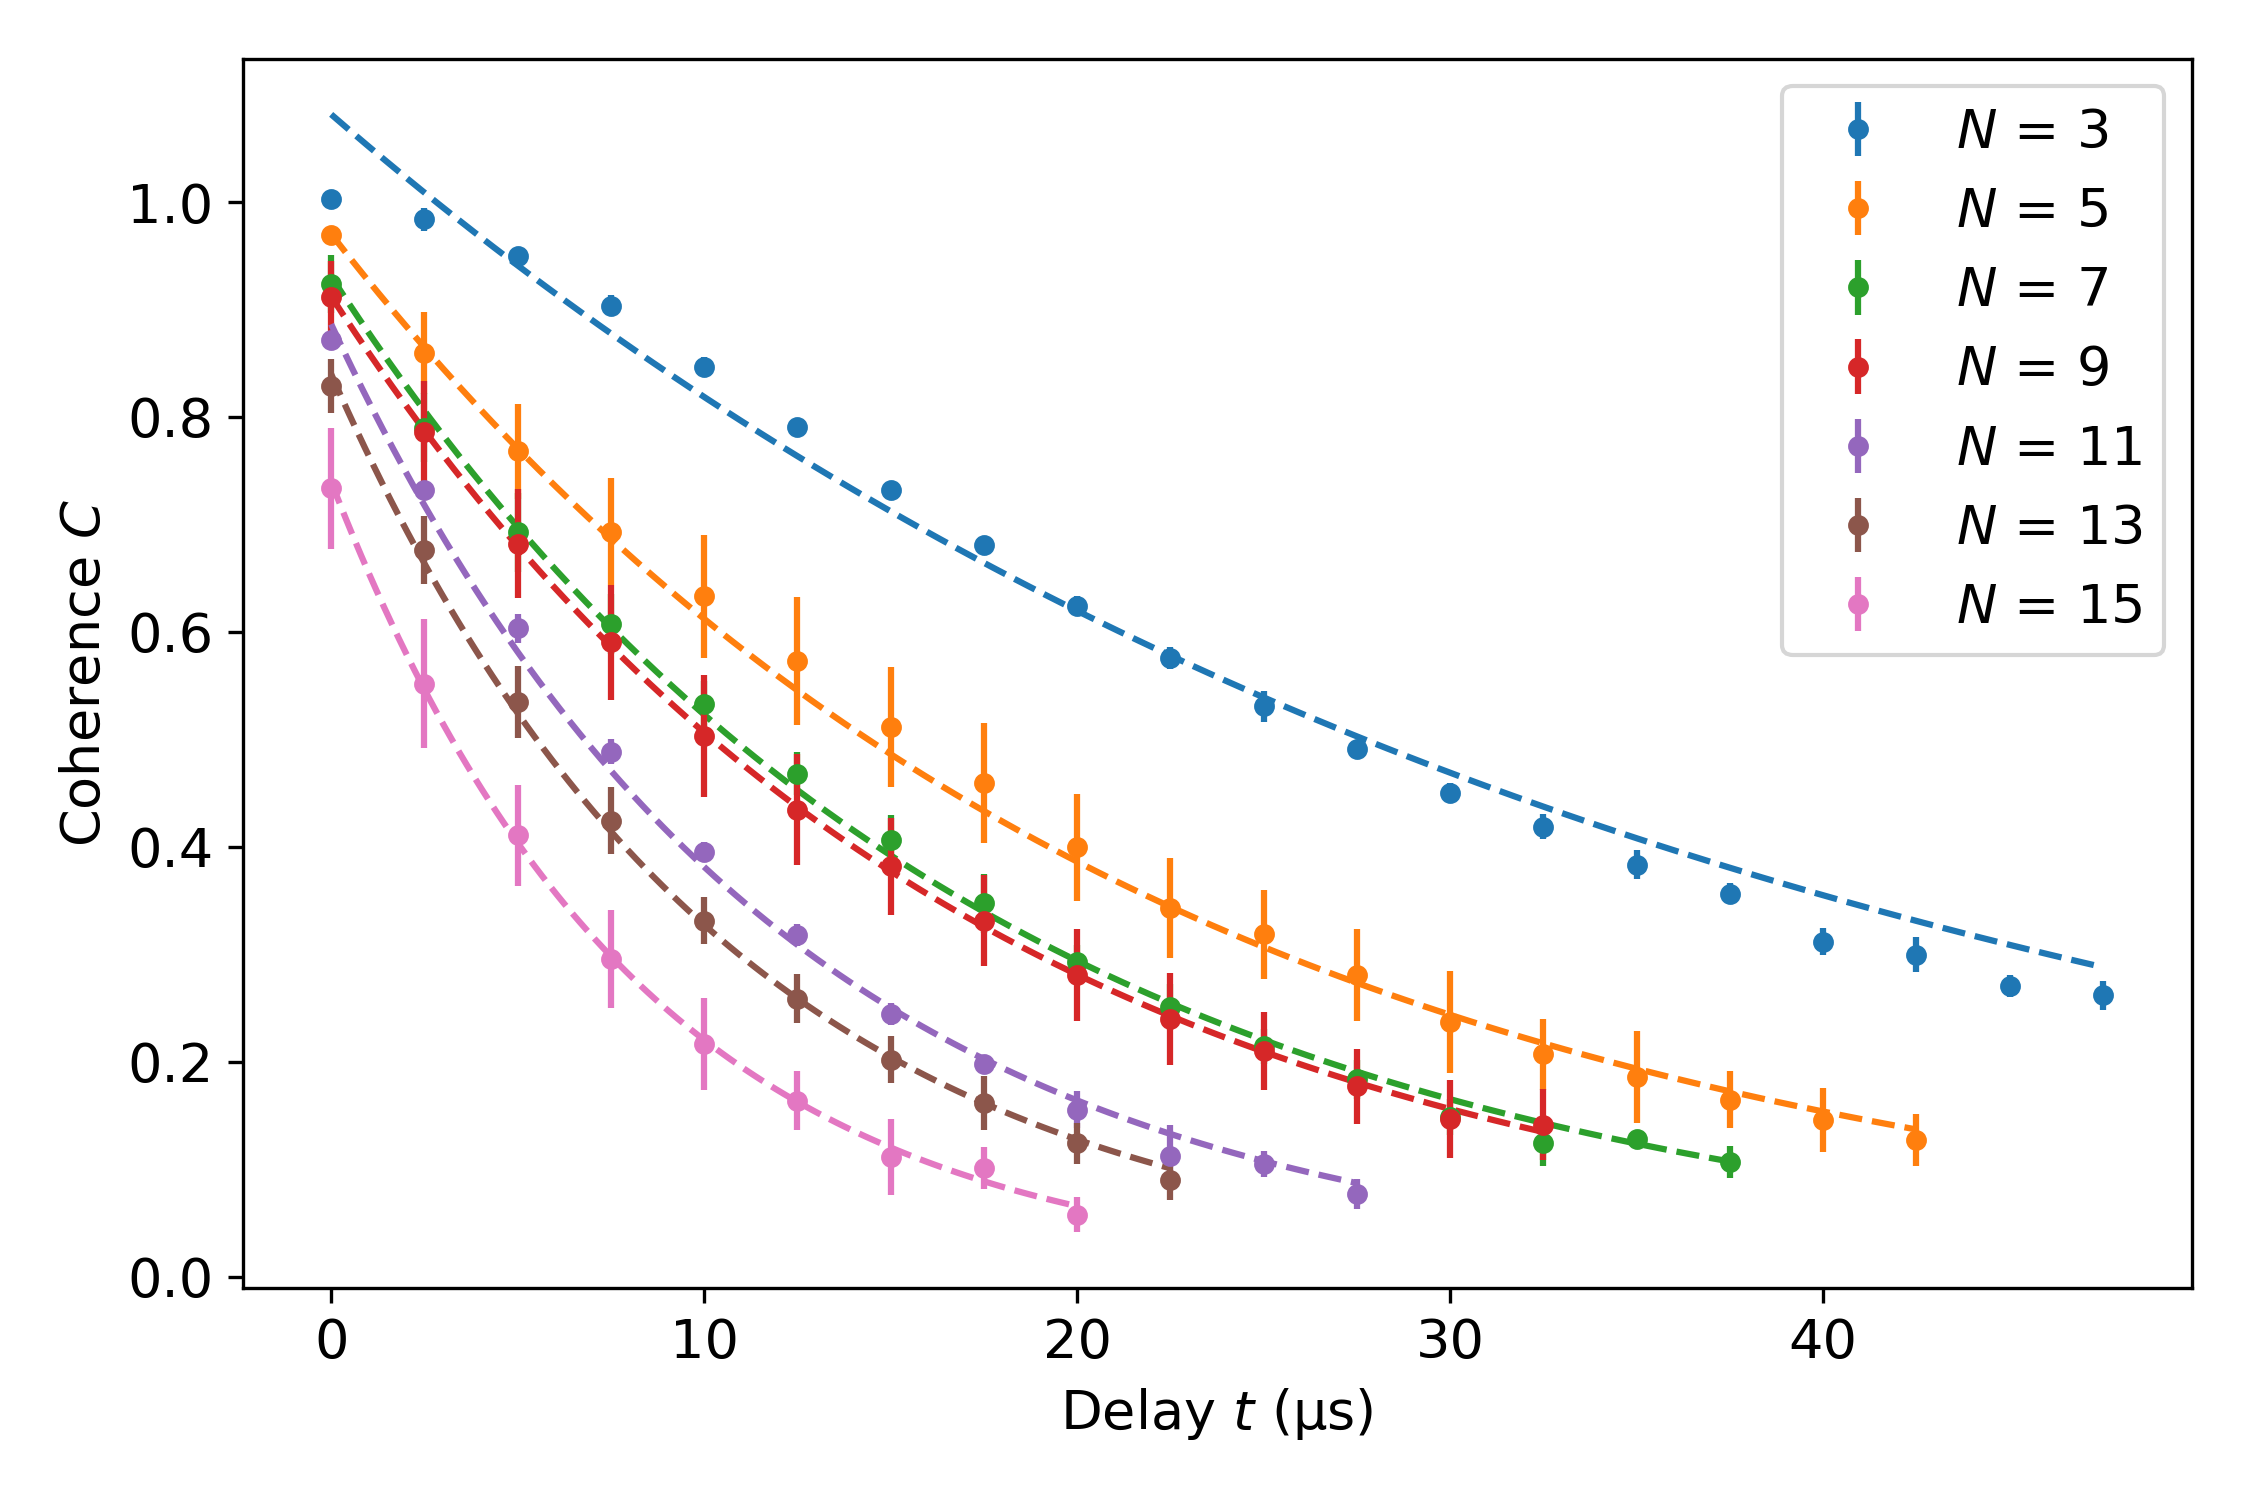 Coherence C
1.0
0.8
0.6
0.4
0.2
0.0
0 10 20 30 40
Delay t (µs)
N = 3
N = 5
N = 7
N = 9
N = 11
N = 13
N = 15